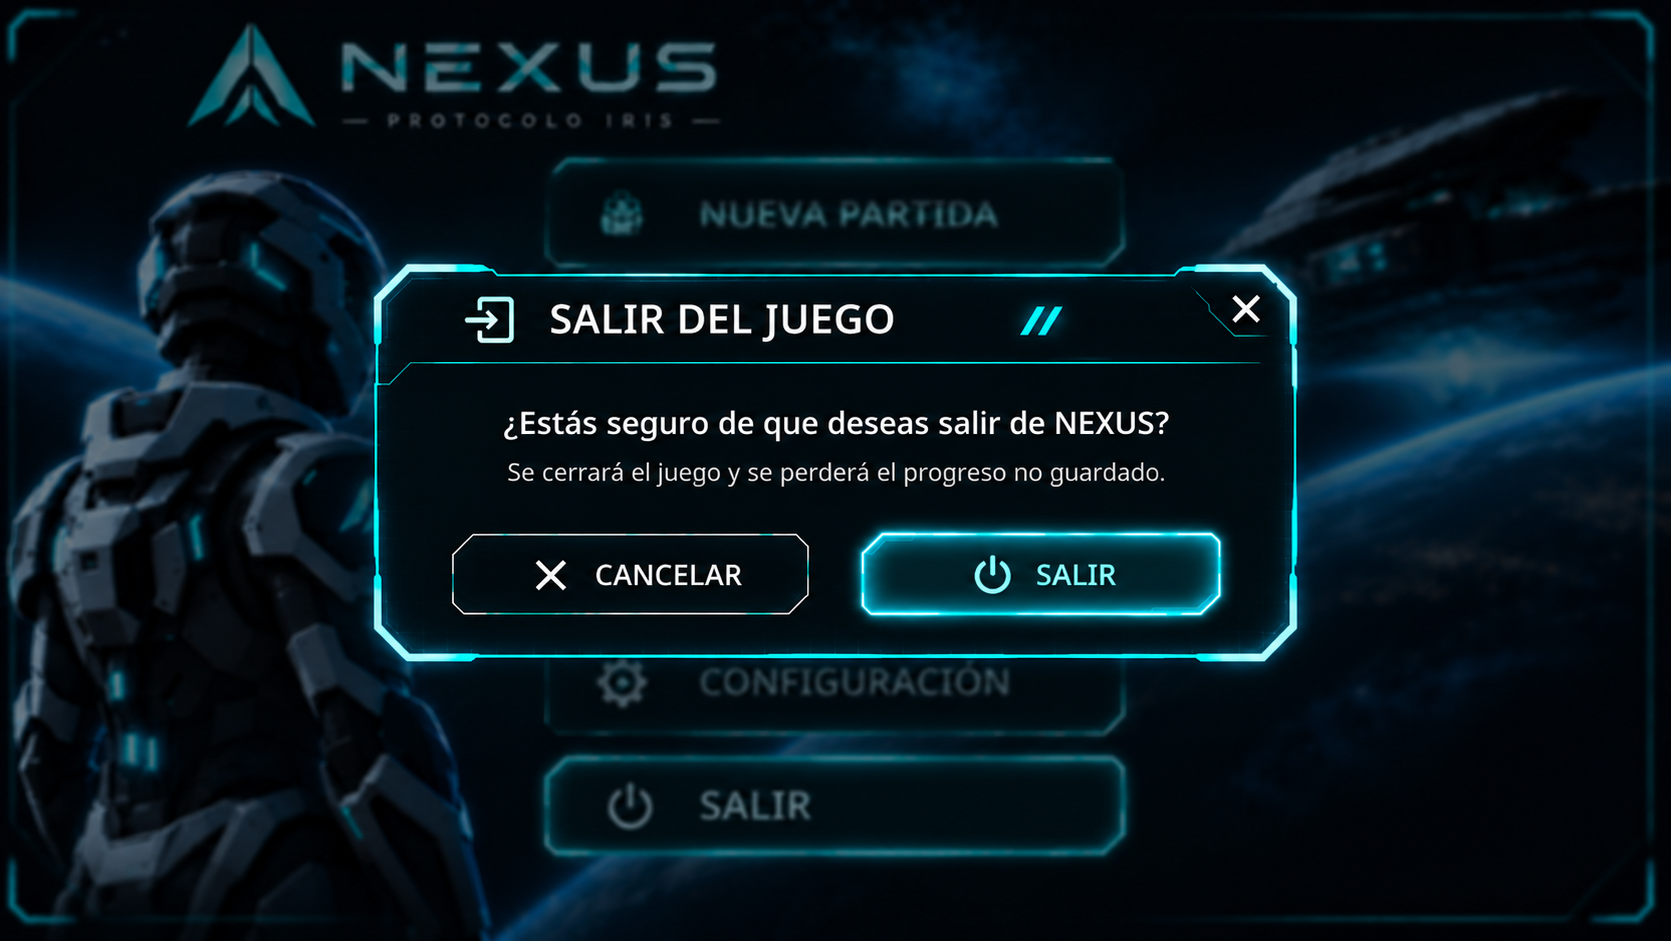 NEXUS
— PROTOCOLO IRIS —
NUEVA PARTIDA
SALIR DEL JUEGO
¿Estás seguro de que deseas salir de NEXUS?
Se cerrará el juego y se perderá el progreso no guardado.
CANCELAR
SALIR
CONFIGURACIÓN
SALIR